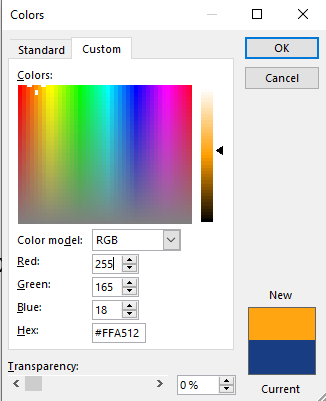 Colors
Standard
Custom
OK
Cancel
Colors:
Color model: RGB
Red: 255
Green: 165
Blue: 18
Hex: #FFA512
New
Transparency:
0 %
Current